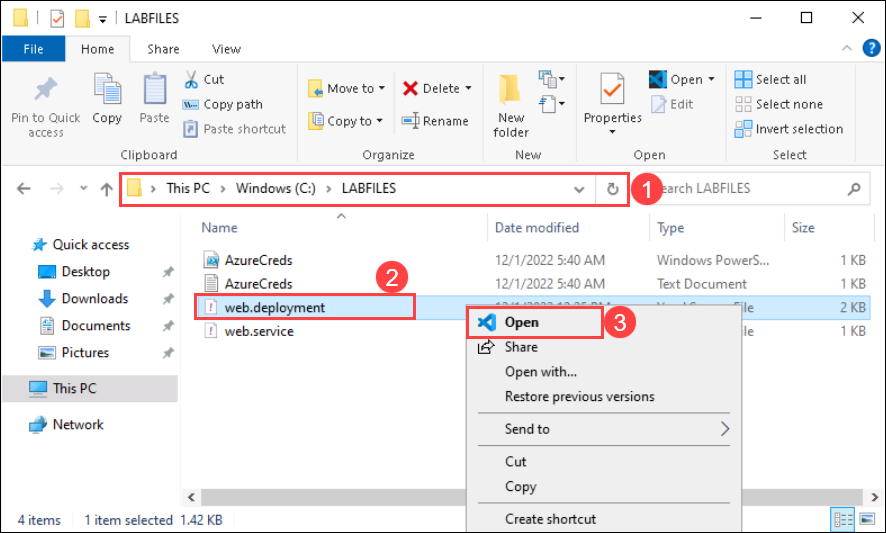 LABFILES
File Home Share View
Pin to Quick access
Copy
Paste
Cut
Copy path
Paste shortcut
Clipboard
Move to
Copy to
Delete
Rename
Organize
New folder
New
Properties
Open
Edit
Open
Select all
Select none
Invert selection
Select
This PC > Windows (C:) > LABFILES
1
earch LABFILES
Name Date modified Type Size
Quick access
Desktop
Downloads
Documents
Pictures
This PC
Network
AzureCreds 12/1/2022 5:40 AM Windows PowerS... 1 KB
AzureCreds 12/1/2022 5:40 AM Text Document 1 KB
2
web.deployment 2 KB
web.service 1 KB
Open
3
Share
Open with...
Restore previous versions
Send to
Cut
Copy
Create shortcut
4 items 1 item selected 1.42 KB